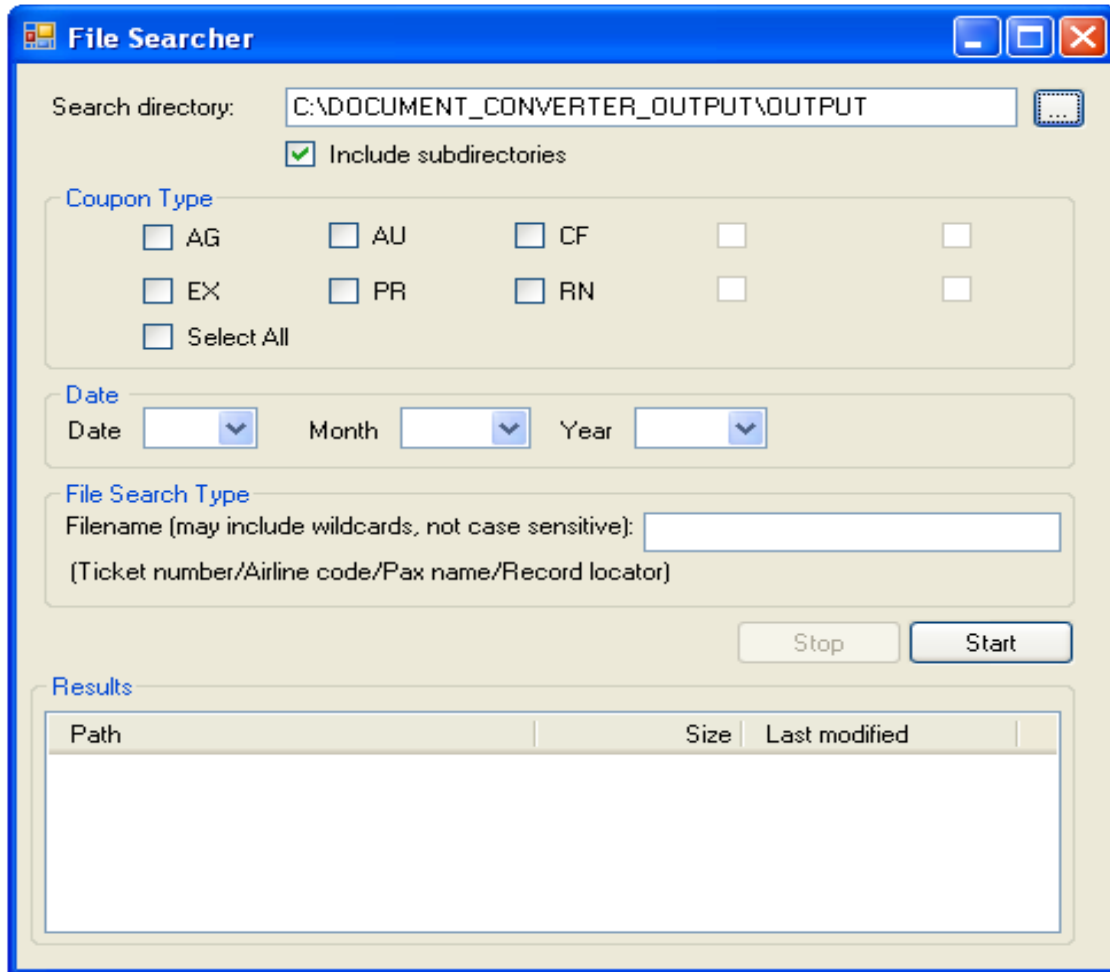 File Searcher
Search directory: C:\DOCUMENT_CONVERTER_OUTPUT\OUTPUT ...
Include subdirectories
Coupon Type
AG AU CF
EX PR RN
Select All
Date
Date Month Year
File Search Type
Filename (may include wildcards, not case sensitive):
(Ticket number/Airline code/Pax name/Record locator)
Stop Start
Results
Path Size Last modified